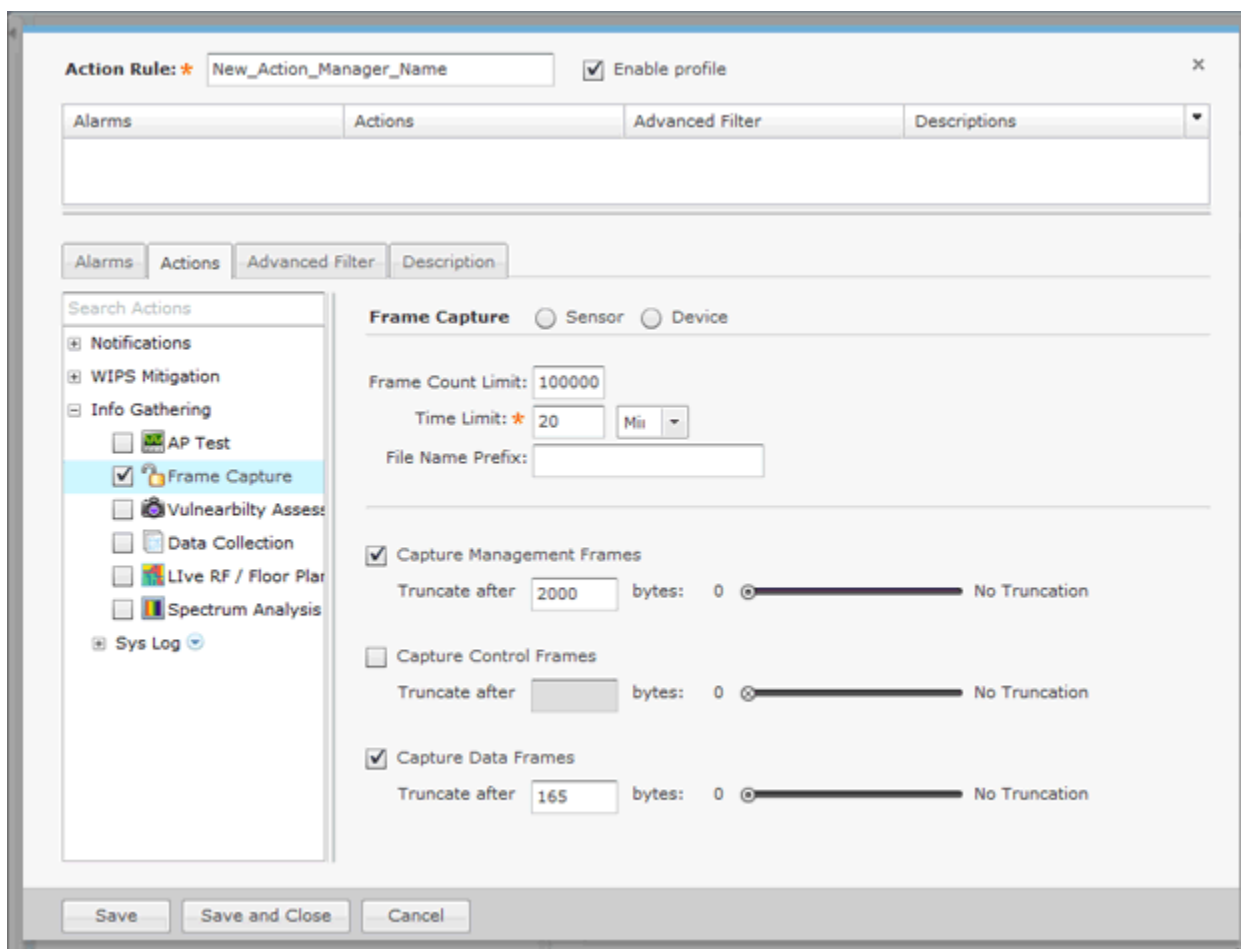 Action Rule: * New_Action_Manager_Name Enable profile ×
Alarms Actions Advanced Filter Descriptions
Alarms Actions Advanced Filter Description
Search Actions
Notifications
WIPS Mitigation
Info Gathering
AP Test
Frame Capture
Vulnearbilty Assess
Data Collection
LIve RF / Floor Plan
Spectrum Analysis
Sys Log
Frame Capture Sensor Device
Frame Count Limit: 100000
Time Limit: * 20 Min
File Name Prefix:
Capture Management Frames
Truncate after 2000 bytes: 0 No Truncation
Capture Control Frames
Truncate after bytes: 0 No Truncation
Capture Data Frames
Truncate after 165 bytes: 0 No Truncation
Save Save and Close Cancel